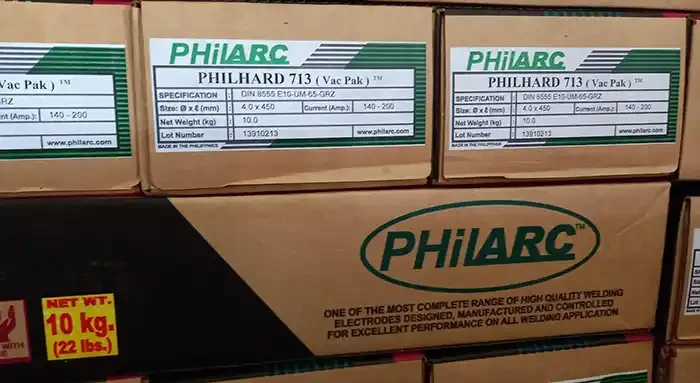 Vac Pak ) ™
GRZ
nt (Amp.): 140 - 200
www.philarc.com
PHiLARC
PHILHARD 713 ( Vac Pak ) ™
SPECIFICATION : DIN 8555 E10-UM-65-GRZ
Size: Ø x ℓ (mm) : 4.0 x 450 Current (Amp.): 140 - 200
Net Weight (kg) : 10.0
Lot Number : 13910213 www.philarc.com
MADE IN THE PHILIPPINES
PHiLARC
PHILHARD 713 ( Vac Pak ) ™
SPECIFICATION : DIN 8555 E10-UM-65-GRZ
Size: Ø x ℓ (mm) : 4.0 x 450 Current (Amp.): 140 - 200
Net Weight (kg) : 10.0
Lot Number : 13910213 www.philarc.com
MADE IN THE PHILIPPINES
PHiLARC™
ONE OF THE MOST COMPLETE RANGE OF HIGH QUALITY WELDING
ELECTRODES DESIGNED, MANUFACTURED AND CONTROLLED
FOR EXCELLENT PERFORMANCE ON ALL WELDING APPLICATION
WITH
NET WT.
10 kg.
(22 lbs.)